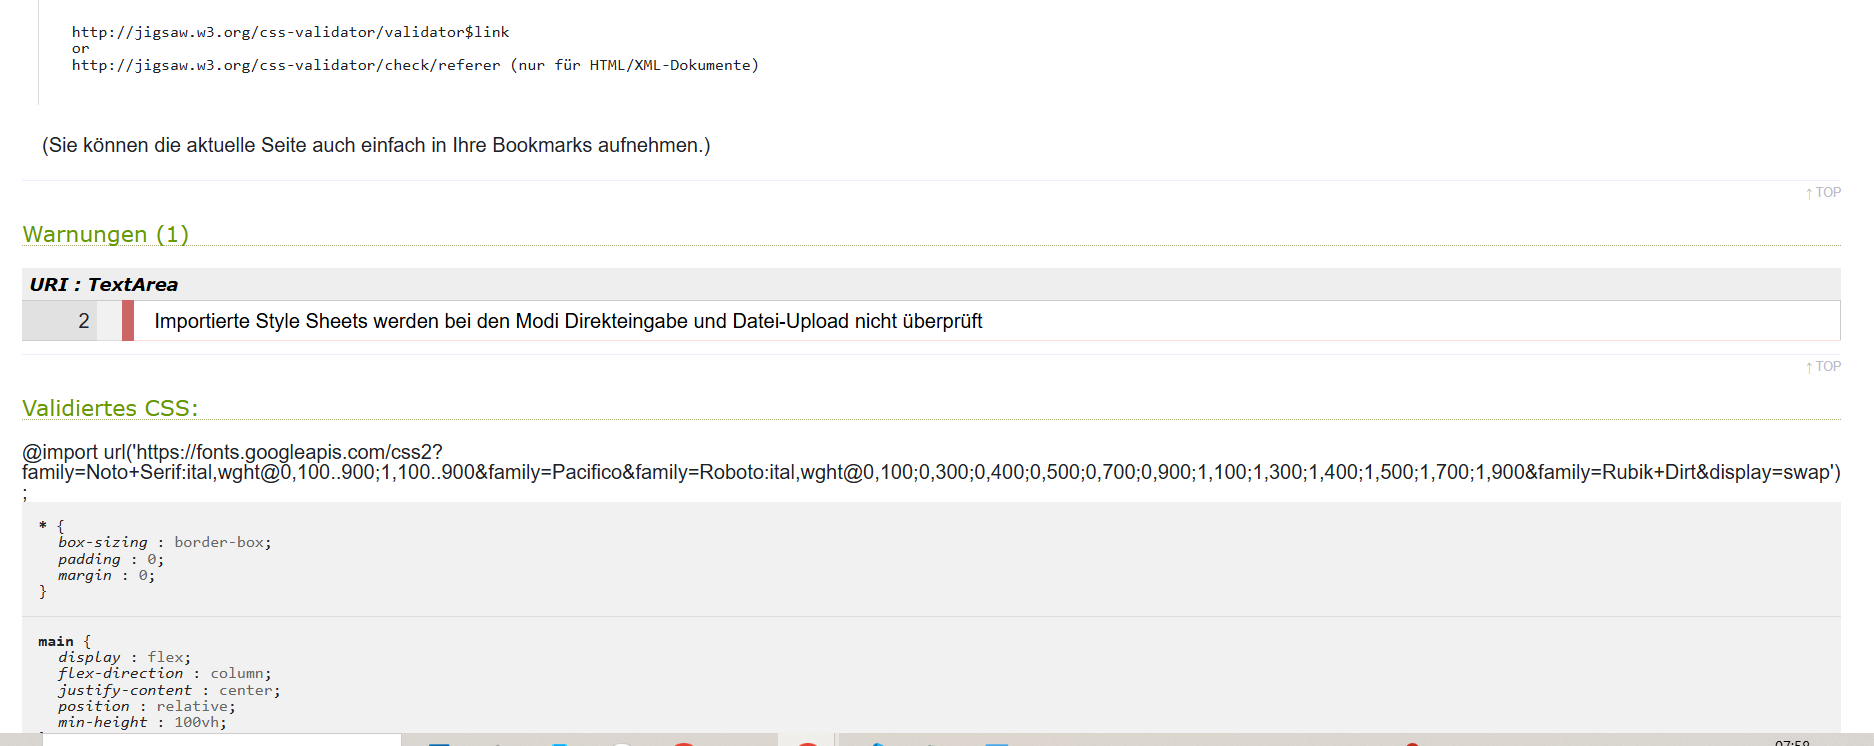 http://jigsaw.w3.org/css-validator/validator$link
or
http://jigsaw.w3.org/css-validator/check/referer (nur für HTML/XML-Dokumente)
(Sie können die aktuelle Seite auch einfach in Ihre Bookmarks aufnehmen.)
↑ TOP
Warnungen (1)
URI : TextArea
2 Importierte Style Sheets werden bei den Modi Direkteingabe und Datei-Upload nicht überprüft
↑ TOP
Validiertes CSS:
@import url('https://fonts.googleapis.com/css2?
family=Noto+Serif:ital,wght@0,100..900;1,100..900&family=Pacifico&family=Roboto:ital,wght@0,100;0,300;0,400;0,500;0,700;0,900;1,100;1,300;1,400;1,500;1,700;1,900&family=Rubik+Dirt&display=swap')
;
* {
box-sizing : border-box;
padding : 0;
margin : 0;
}
main {
display : flex;
flex-direction : column;
justify-content : center;
position : relative;
min-height : 100vh;